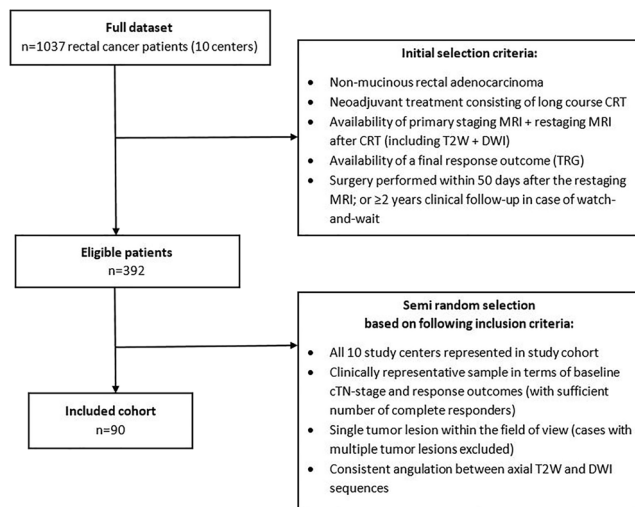 Full dataset
n=1037 rectal cancer patients (10 centers)
Initial selection criteria:
• Non-mucinous rectal adenocarcinoma
• Neoadjuvant treatment consisting of long course CRT
• Availability of primary staging MRI + restaging MRI
after CRT (including T2W + DWI)
• Availability of a final response outcome (TRG)
• Surgery performed within 50 days after the restaging
MRI; or ≥2 years clinical follow-up in case of watch-
and-wait
Eligible patients
n=392
Semi random selection
based on following inclusion criteria:
• All 10 study centers represented in study cohort
• Clinically representative sample in terms of baseline
cTN-stage and response outcomes (with sufficient
number of complete responders)
• Single tumor lesion within the field of view (cases with
multiple tumor lesions excluded)
• Consistent angulation between axial T2W and DWI
sequences
Included cohort
n=90